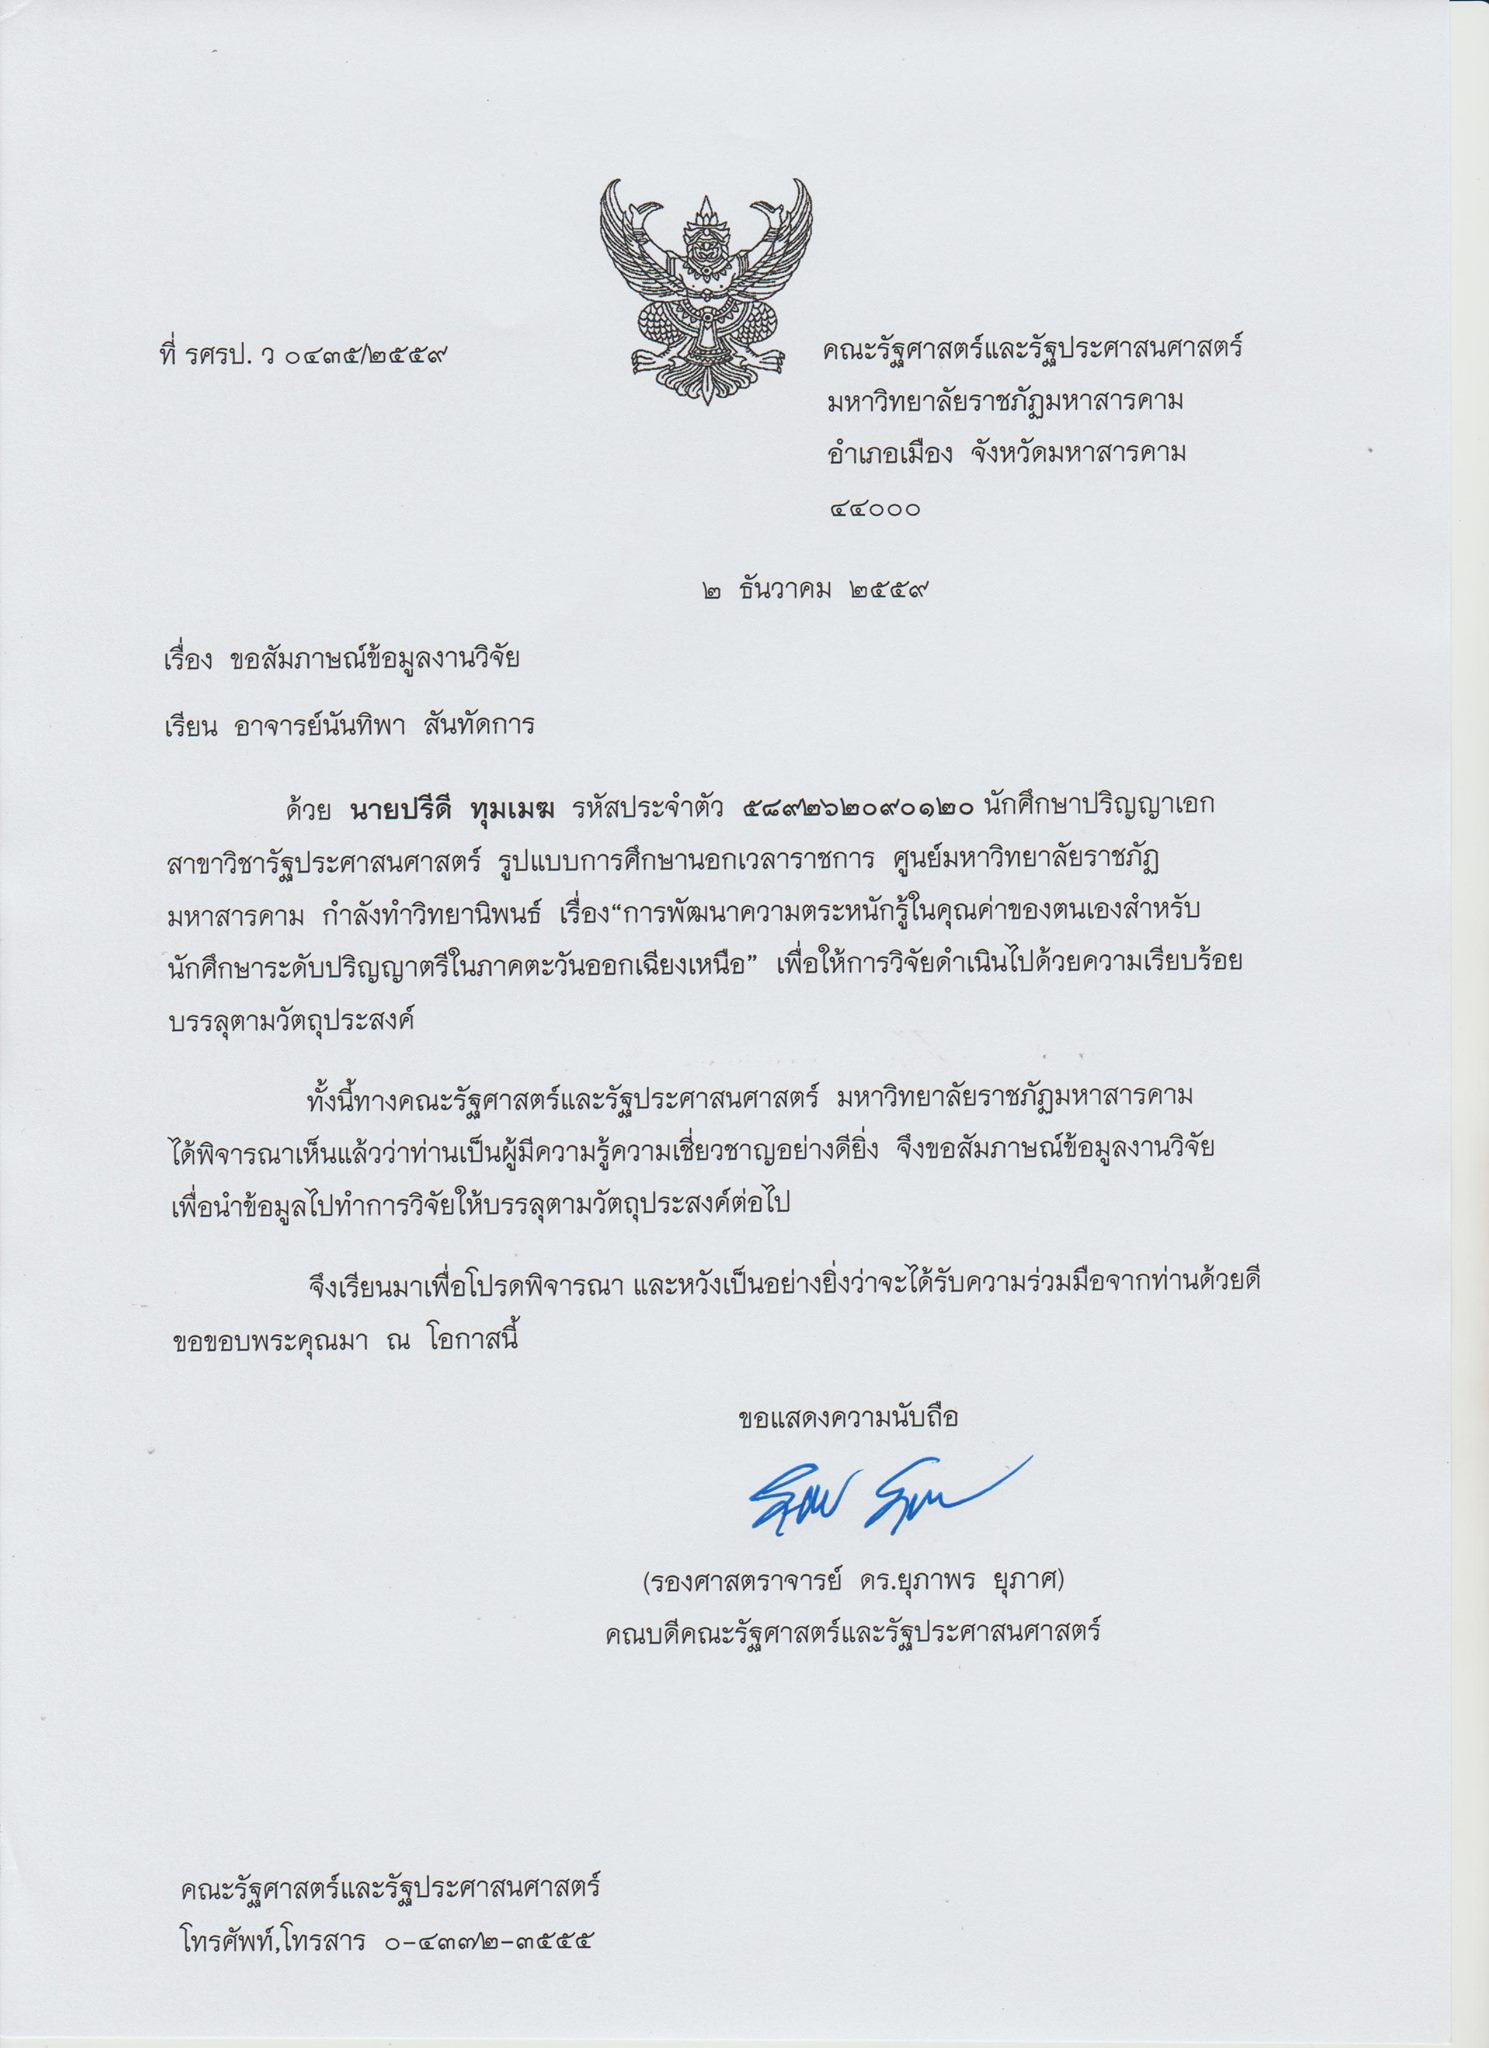 ที่ รศรป. ว ๐๔๓๕/๒๕๕๙
คณะรัฐศาสตร์และรัฐประศาสนศาสตร์
มหาวิทยาลัยราชภัฏมหาสารคาม
อำเภอเมือง จังหวัดมหาสารคาม
๔๔๐๐๐
๒ ธันวาคม ๒๕๕๙
เรื่อง ขอสัมภาษณ์ข้อมูลงานวิจัย
เรียน อาจารย์นันทิพา สันทัดการ
ด้วย นายปรีดี ทุมเมฆ รหัสประจำตัว ๕๘๙๒๖๒๐๙๐๑๒๐ นักศึกษาปริญญาเอก
สาขาวิชารัฐประศาสนศาสตร์ รูปแบบการศึกษานอกเวลาราชการ ศูนย์มหาวิทยาลัยราชภัฏ
มหาสารคาม กำลังทำวิทยานิพนธ์ เรื่อง“การพัฒนาความตระหนักรู้ในคุณค่าของตนเองสำหรับ
นักศึกษาระดับปริญญาตรีในภาคตะวันออกเฉียงเหนือ” เพื่อให้การวิจัยดำเนินไปด้วยความเรียบร้อย
บรรลุตามวัตถุประสงค์
ทั้งนี้ทางคณะรัฐศาสตร์และรัฐประศาสนศาสตร์ มหาวิทยาลัยราชภัฏมหาสารคาม
ได้พิจารณาเห็นแล้วว่าท่านเป็นผู้มีความรู้ความเชี่ยวชาญอย่างดียิ่ง จึงขอสัมภาษณ์ข้อมูลงานวิจัย
เพื่อนำข้อมูลไปทำการวิจัยให้บรรลุตามวัตถุประสงค์ต่อไป
จึงเรียนมาเพื่อโปรดพิจารณา และหวังเป็นอย่างยิ่งว่าจะได้รับความร่วมมือจากท่านด้วยดี
ขอขอบพระคุณมา ณ โอกาสนี้
ขอแสดงความนับถือ
(รองศาสตราจารย์ ดร.ยุภาพร ยุภาศ)
คณบดีคณะรัฐศาสตร์และรัฐประศาสนศาสตร์
คณะรัฐศาสตร์และรัฐประศาสนศาสตร์
โทรศัพท์,โทรสาร ๐-๔๓๗๒-๓๕๕๕